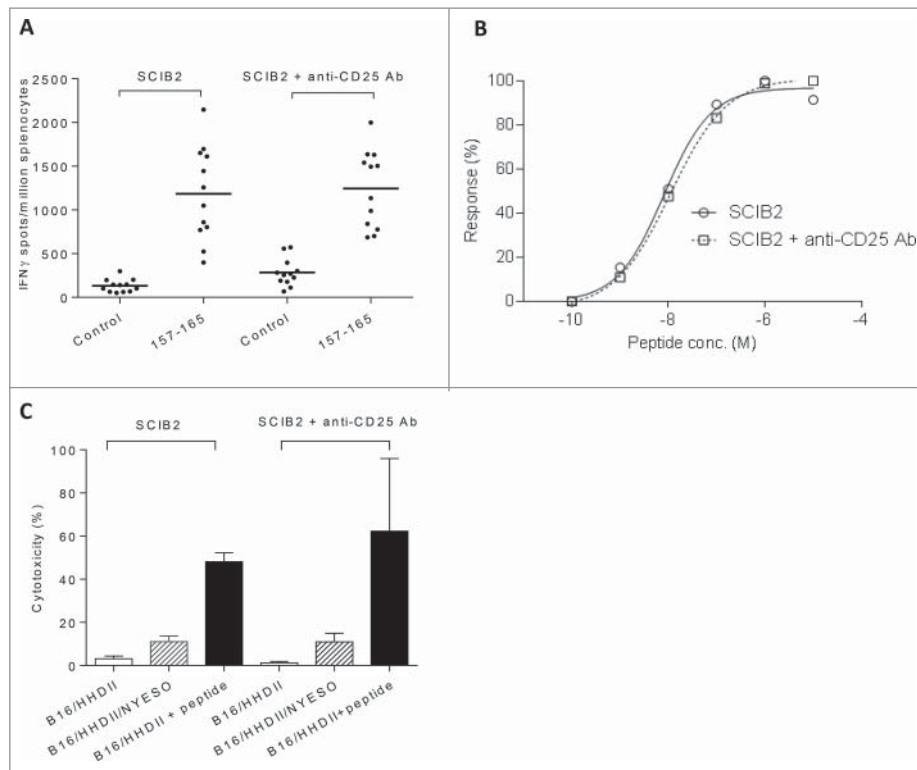 A
SCIB2
SCIB2 + anti-CD25 Ab
IFNγ spots/million splenocytes
2500
2000
1500
1000
500
0
Control
157-165
Control
157-165
B
Response (%)
100
80
60
40
20
0
SCIB2
SCIB2 + anti-CD25 Ab
-10
-8
-6
-4
Peptide conc. (M)
C
SCIB2
SCIB2 + anti-CD25 Ab
Cytotoxicity (%)
100
80
60
40
20
0
B16/HHDII
B16/HHDII/NYESO
B16/HHDII + peptide
B16/HHDII
B16/HHDII/NYESO
B16/HHDII+peptide